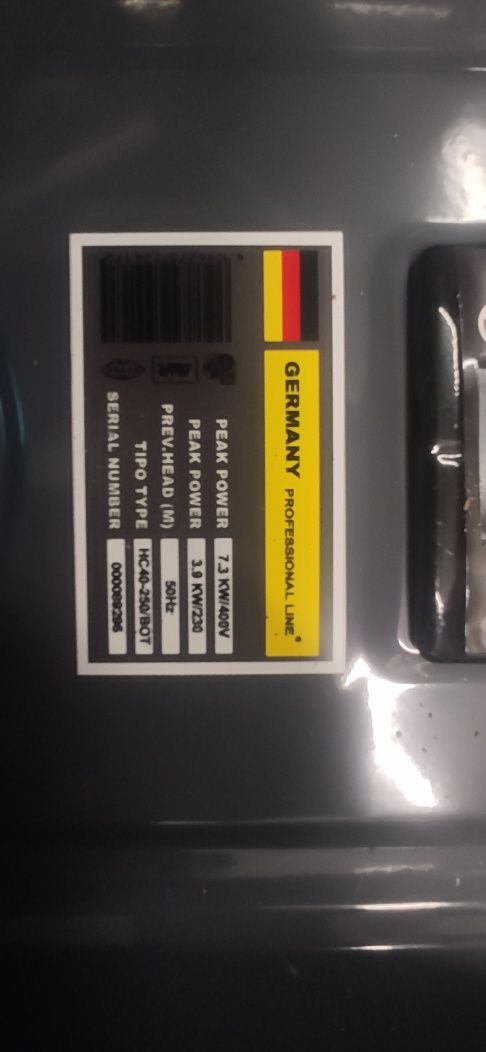 GERMANY PROFESSIONAL LINE®
PEAK POWER 7.3 KW/400V
PEAK POWER 3.9 KW/230
PREV.HEAD (M) 50Hz
TIPO TYPE HC40-250/BOT
SERIAL NUMBER 000089296